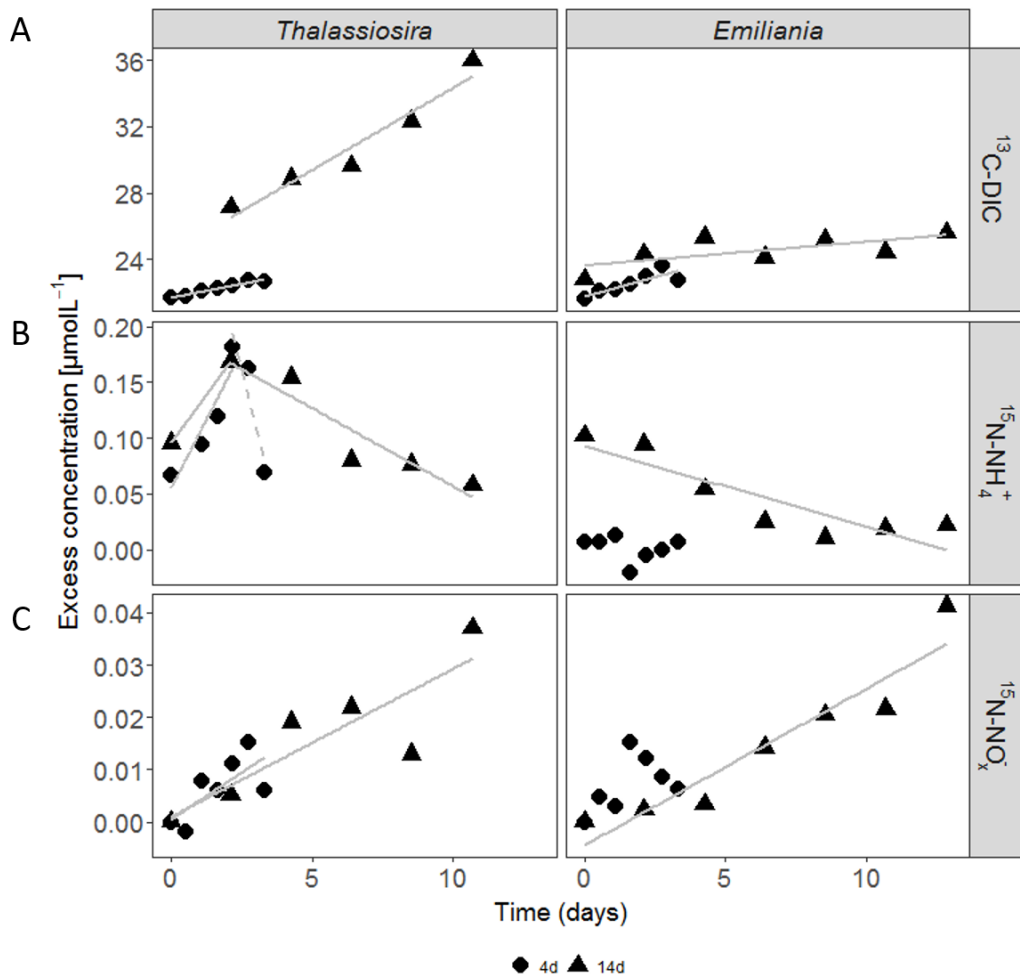 A
Thalassiosira
Emiliania
36
32
28
24
¹³C-DIC
B
0.20
0.15
0.10
0.05
0.00
¹⁵N-NH₄⁺
C
0.04
0.03
0.02
0.01
0.00
¹⁵N-NOₓ⁻
Excess concentration [µmolL⁻¹]
0 5 10 0 5 10
Time (days)
4d 14d